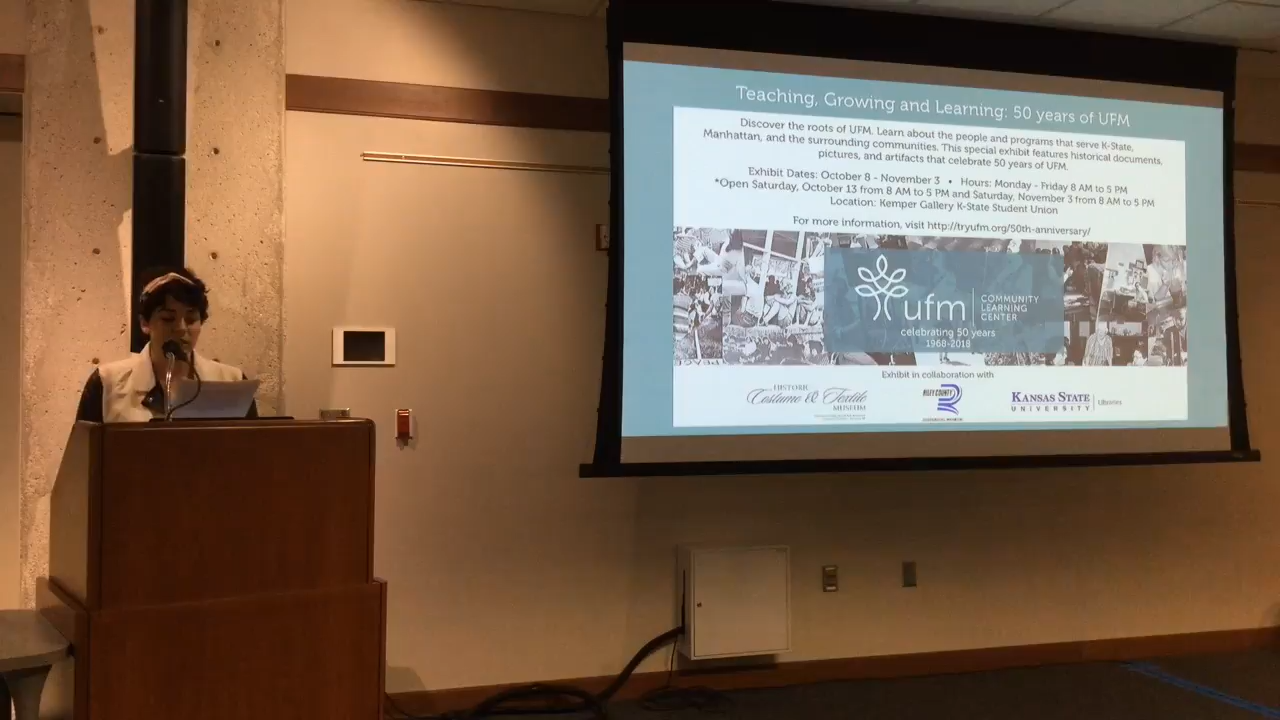 Teaching, Growing and Learning: 50 years of UFM
Discover the roots of UFM. Learn about the people and programs that serve K-State,
Manhattan, and the surrounding communities. This special exhibit features historical documents,
pictures, and artifacts that celebrate 50 years of UFM.
Exhibit Dates: October 8 - November 3 • Hours: Monday - Friday 8 AM to 5 PM
*Open Saturday, October 13 from 8 AM to 5 PM and Saturday, November 3 from 8 AM to 5 PM
Location: Kemper Gallery K-State Student Union
For more information, visit http://tryufm.org/50th-anniversary/
ufm
COMMUNITY
LEARNING
CENTER
celebrating 50 years
1968-2018
Exhibit in collaboration with
HISTORIC
Costume & Textile
MUSEUM
RILEY COUNTY
KANSAS STATE
UNIVERSITY
Libraries